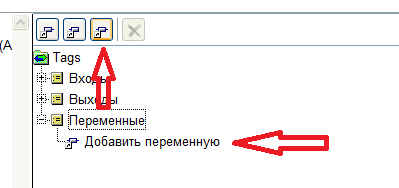 (А
Tags
Входы
Выходы
Переменные
Добавить переменную